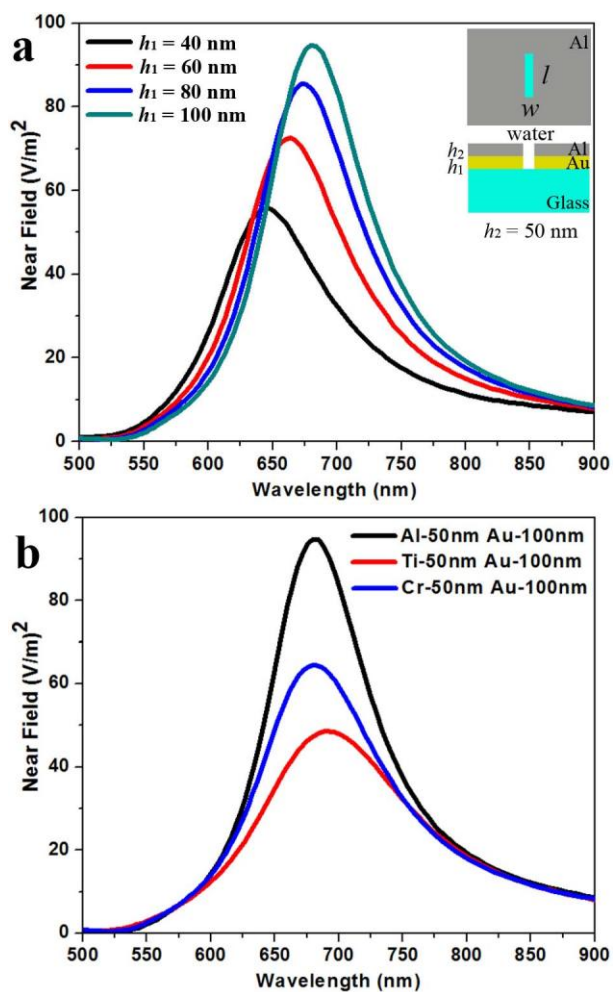 a
h1 = 40 nm
h1 = 60 nm
h1 = 80 nm
h1 = 100 nm
Al
l
w
water
h2 Al
h1 Au
Glass
h2 = 50 nm
Near Field (V/m)²
100
80
60
40
20
0
500 550 600 650 700 750 800 850 900
Wavelength (nm)
b
Al-50nm Au-100nm
Ti-50nm Au-100nm
Cr-50nm Au-100nm
Near Field (V/m)²
100
80
60
40
20
0
500 550 600 650 700 750 800 850 900
Wavelength (nm)